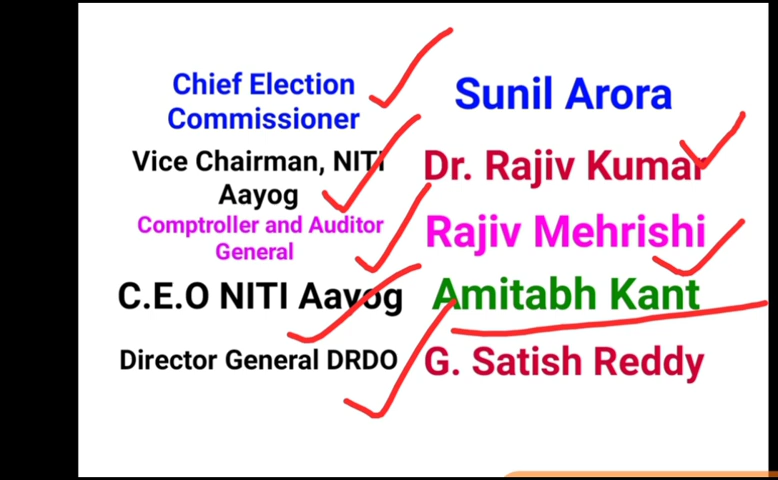 Chief Election
Commissioner
Sunil Arora
Vice Chairman, NITI
Aayog
Dr. Rajiv Kumar
Comptroller and Auditor
General
Rajiv Mehrishi
C.E.O NITI Aayog
Amitabh Kant
Director General DRDO
G. Satish Reddy